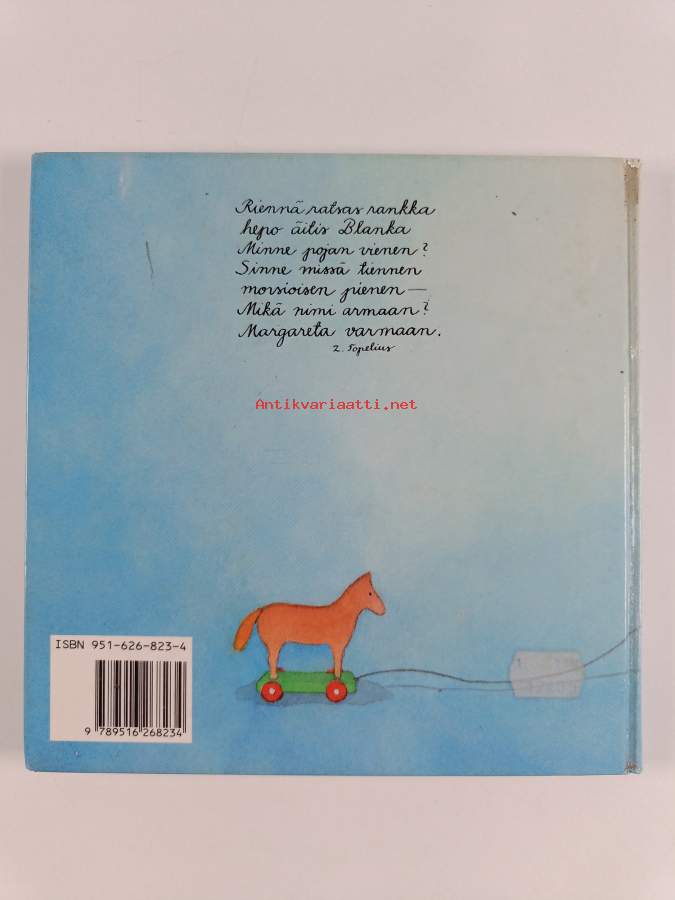 Riennä ratsas rankka
hepo äitis Blanka
Minne pojan vienen?
Sinne missä tiennen
morsioisen pienen—
Mikä nimi armaan?
Margareta varmaan.
Z. Topelius
Antikvariaatti.net
ISBN 951-626-823-4
9 789516 268234